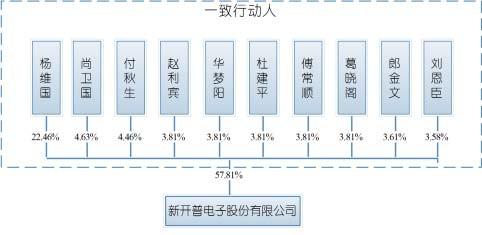 一致行动人
杨维国 尚卫国 付秋生 赵利宾 华梦阳 杜建平 傅常顺 葛晓阁 郎金文 刘恩臣
22.46% 4.63% 4.46% 3.81% 3.81% 3.81% 3.81% 3.81% 3.61% 3.58%
57.81%
新开普电子股份有限公司